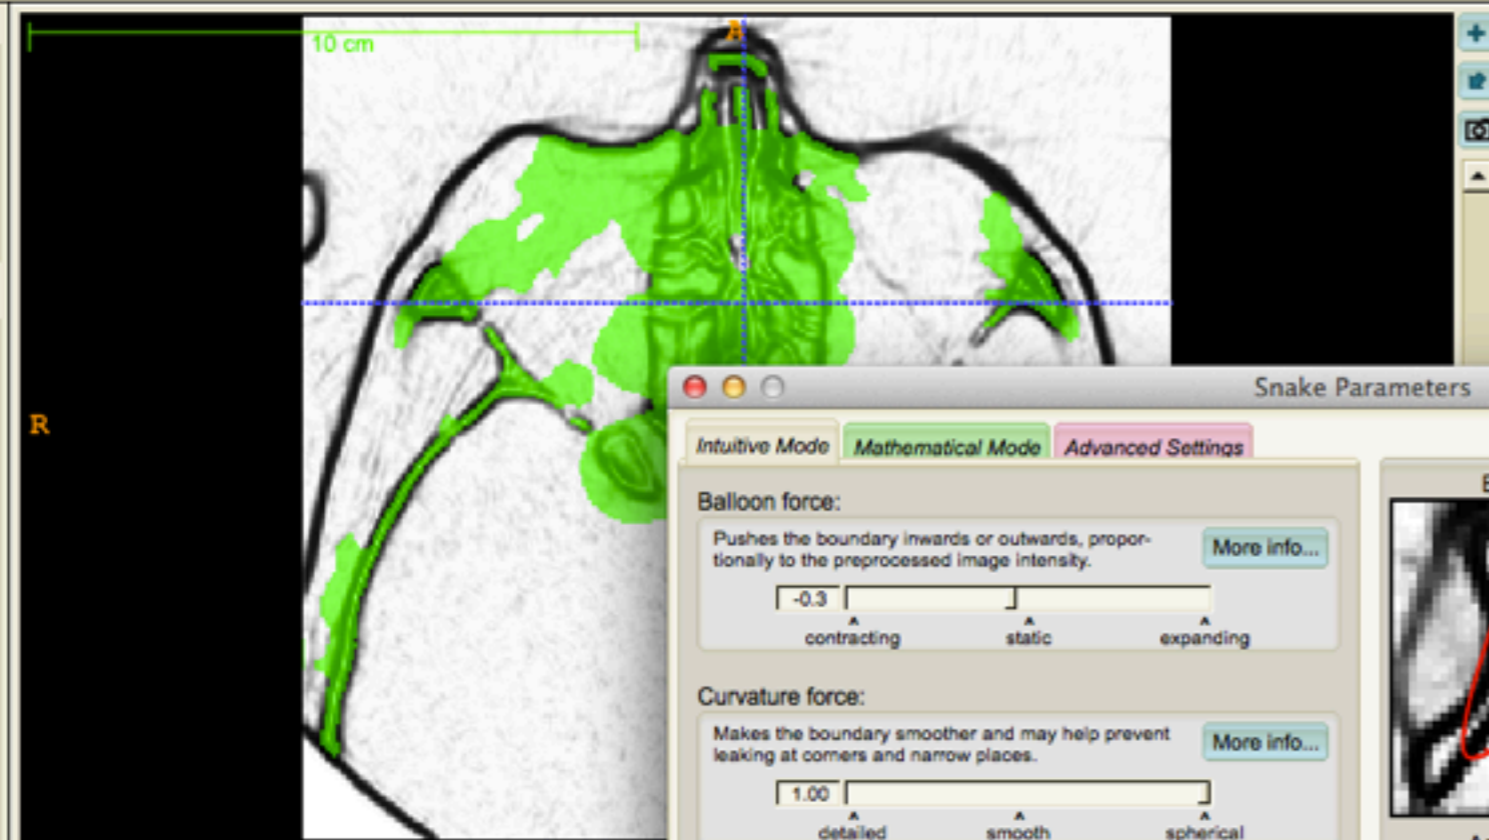 A
10 cm
R
Snake Parameters
Intuitive Mode
Mathematical Mode
Advanced Settings
Balloon force:
Pushes the boundary inwards or outwards, propor-
tionally to the preprocessed image intensity.
More info...
-0.3
contracting
static
expanding
Curvature force:
Makes the boundary smoother and may help prevent
leaking at corners and narrow places.
More info...
1.00
detailed
smooth
spherical